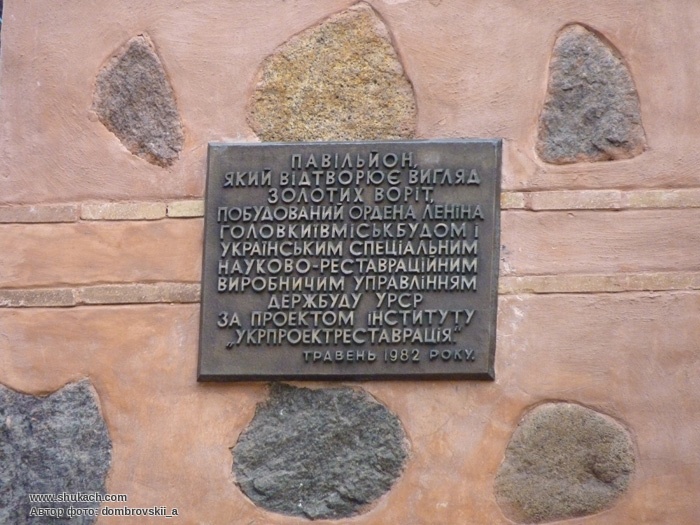 ПАВІЛЬЙОН,
ЯКИЙ ВІДТВОРЮЄ ВИГЛЯД
ЗОЛОТИХ ВОРІТ,
ПОБУДОВАНИЙ ОРДЕНА ЛЕНІНА
ГОЛОВКИЇВМІСЬКБУДОМ І
УКРАЇНСЬКИМ СПЕЦІАЛЬНИМ
НАУКОВО-РЕСТАВРАЦІЙНИМ
ВИРОБНИЧИМ УПРАВЛІННЯМ
ДЕРЖБУДУ УРСР
ЗА ПРОЕКТОМ ІНСТИТУТУ
„УКРПРОЕКТРЕСТАВРАЦІЯ."
ТРАВЕНЬ 1982 РОКУ.
www.shukach.com
Автор фото: dombrovskii_a